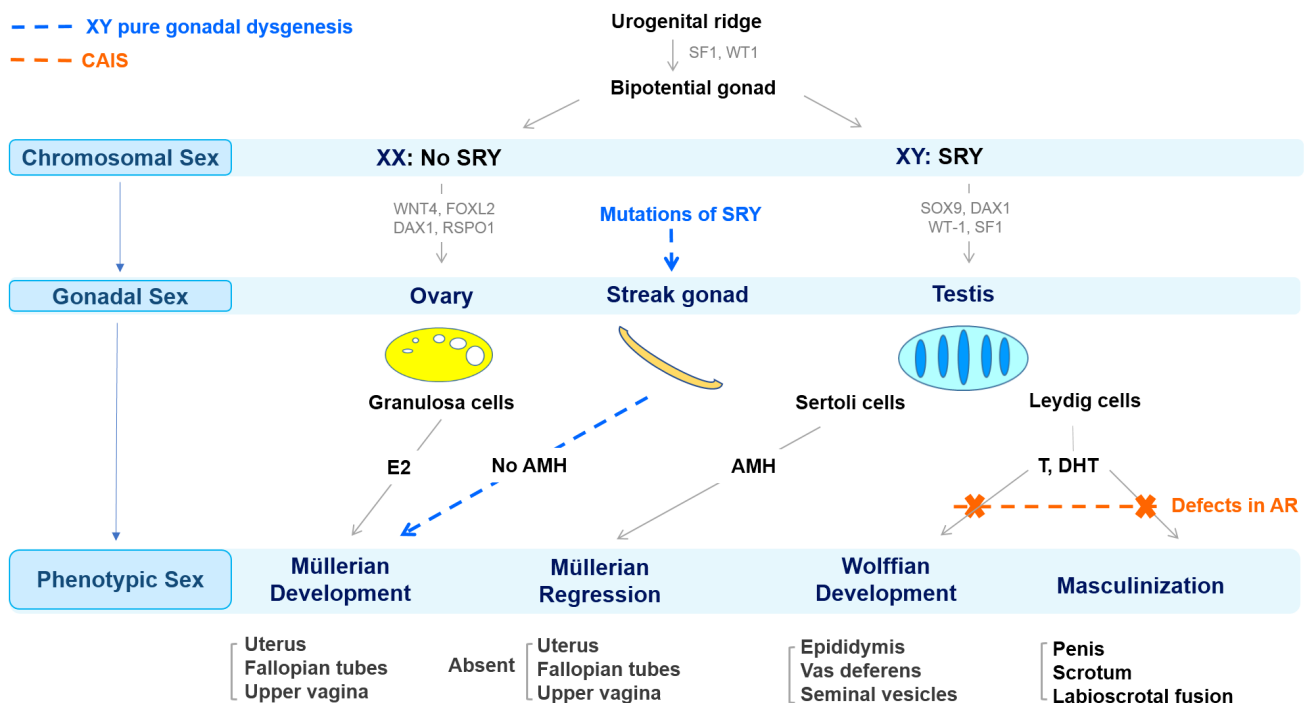 XY pure gonadal dysgenesis
CAIS
Urogenital ridge
SF1, WT1
Bipotential gonad
Chromosomal Sex
XX: No SRY
XY: SRY
WNT4, FOXL2
DAX1, RSPO1
Mutations of SRY
SOX9, DAX1
WT-1, SF1
Gonadal Sex
Ovary
Streak gonad
Testis
Granulosa cells
Sertoli cells
Leydig cells
E2
No AMH
AMH
T, DHT
Defects in AR
Phenotypic Sex
Müllerian
Development
Müllerian
Regression
Wolffian
Development
Masculinization
Uterus
Fallopian tubes
Upper vagina
Absent
Uterus
Fallopian tubes
Upper vagina
Epididymis
Vas deferens
Seminal vesicles
Penis
Scrotum
Labioscrotal fusion